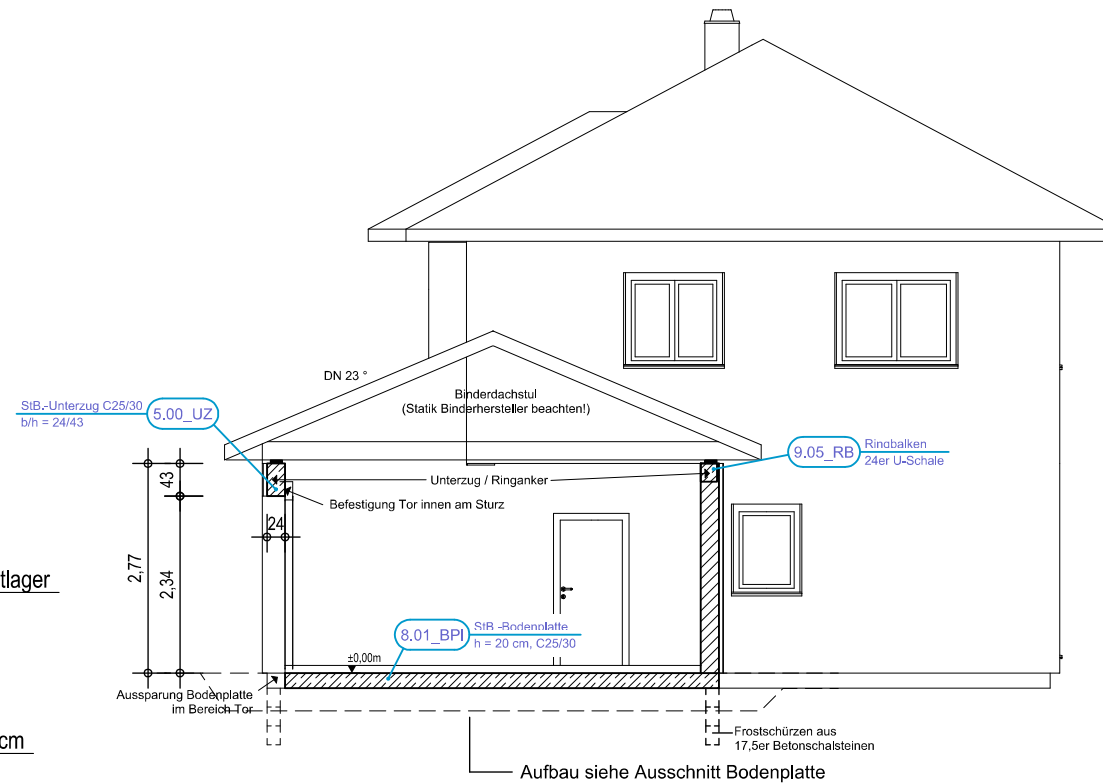 DN 23 °
Binderdachstul
(Statik Binderhersteller beachten!)
StB.-Unterzug C25/30
b/h = 24/43
5.00_UZ
9.05_RB
Ringbalken
24er U-Schale
43
Unterzug / Ringanker
Befestigung Tor innen am Sturz
24
2,77
2,34
tlager
8.01_BPl
StB.-Bodenplatte
h = 20 cm, C25/30
±0,00m
Aussparung Bodenplatte
im Bereich Tor
Frostschürzen aus
17,5er Betonschalsteinen
cm
Aufbau siehe Ausschnitt Bodenplatte